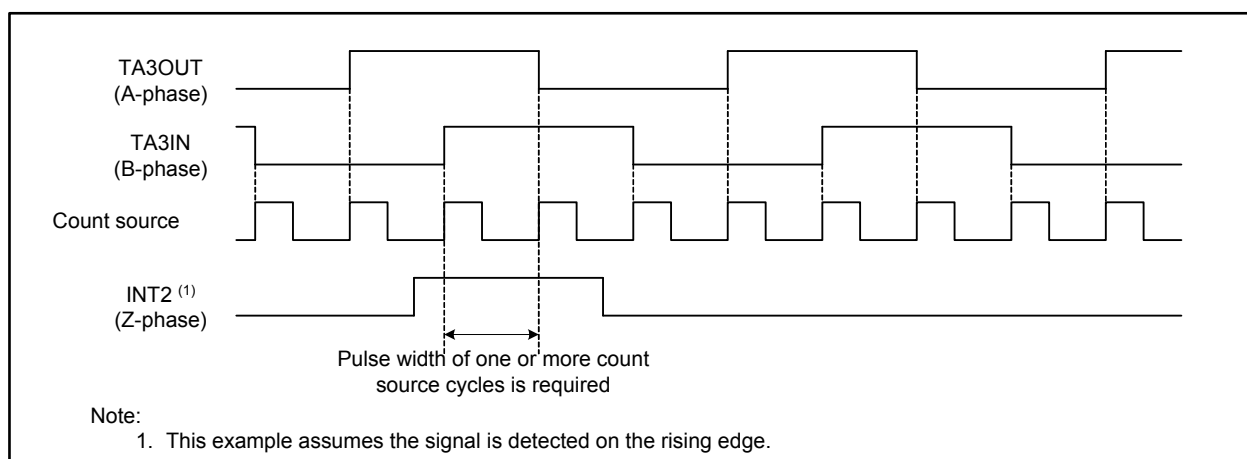 TA3OUT
(A-phase)
TA3IN
(B-phase)
Count source
INT2 (1)
(Z-phase)
Pulse width of one or more count
source cycles is required
Note:
1. This example assumes the signal is detected on the rising edge.